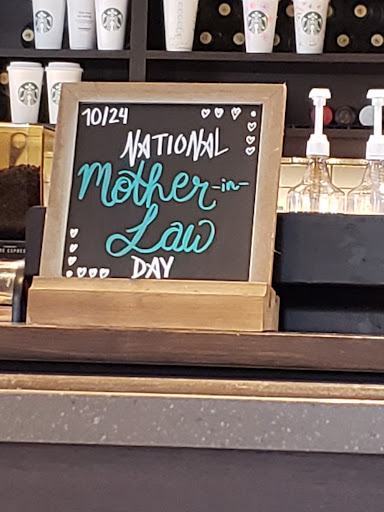 10/24
NATIONAL
Mother-in-
Law
DAY